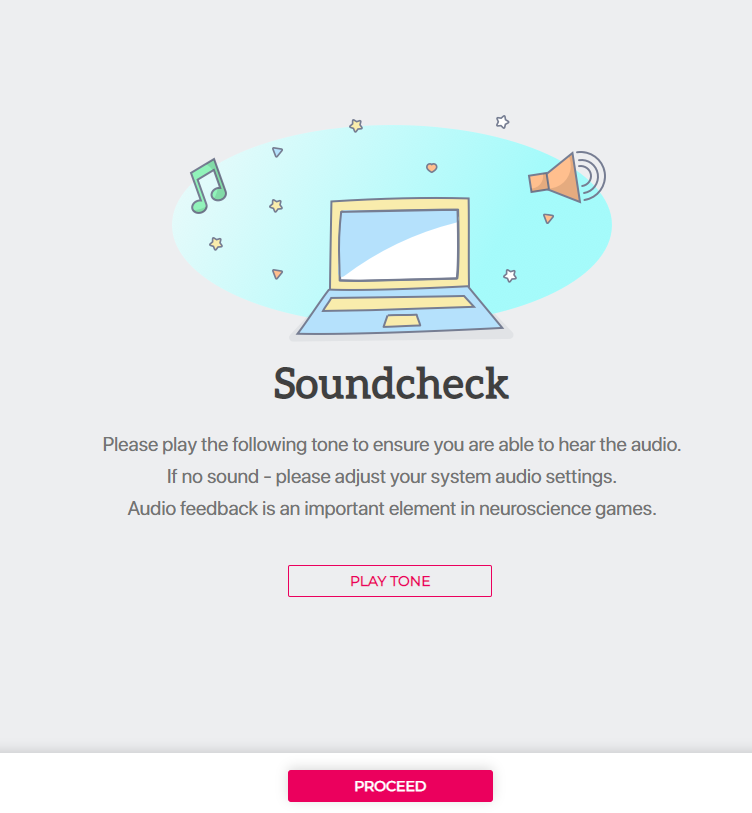 Soundcheck
Please play the following tone to ensure you are able to hear the audio.
If no sound - please adjust your system audio settings.
Audio feedback is an important element in neuroscience games.
PLAY TONE
PROCEED